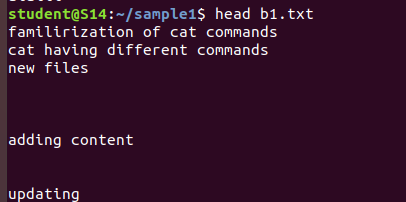 student@S14:~/sample1$ head b1.txt
familirization of cat commands
cat having different commands
new files
adding content
updating